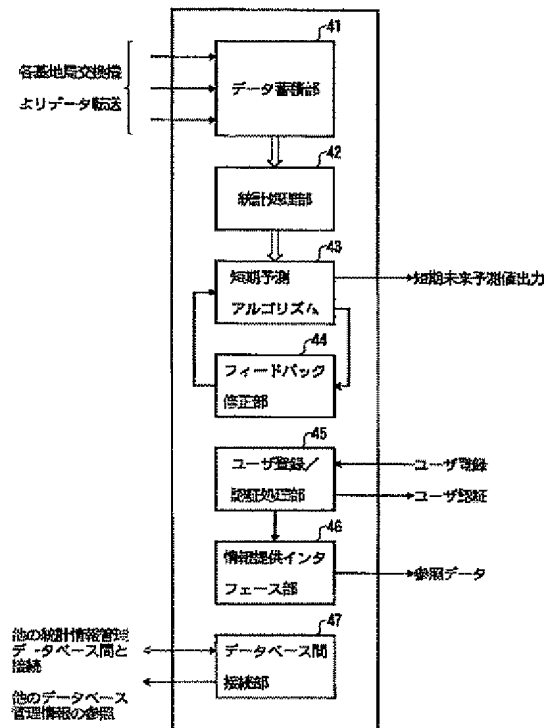 41
各基地局交換機
よりデータ転送
データ蓄積部
42
統計処理部
43
短期予測
アルゴリズム
短期未来予測値出力
44
フィードバック
修正部
45
ユーザ登録／
認証処理部
ユーザ登録
ユーザ認証
46
情報提供インタ
フェース部
参照データ
47
他の統計情報管理
データベース間と
接続
データベース間
接続部
他のデータベース
管理情報の参照